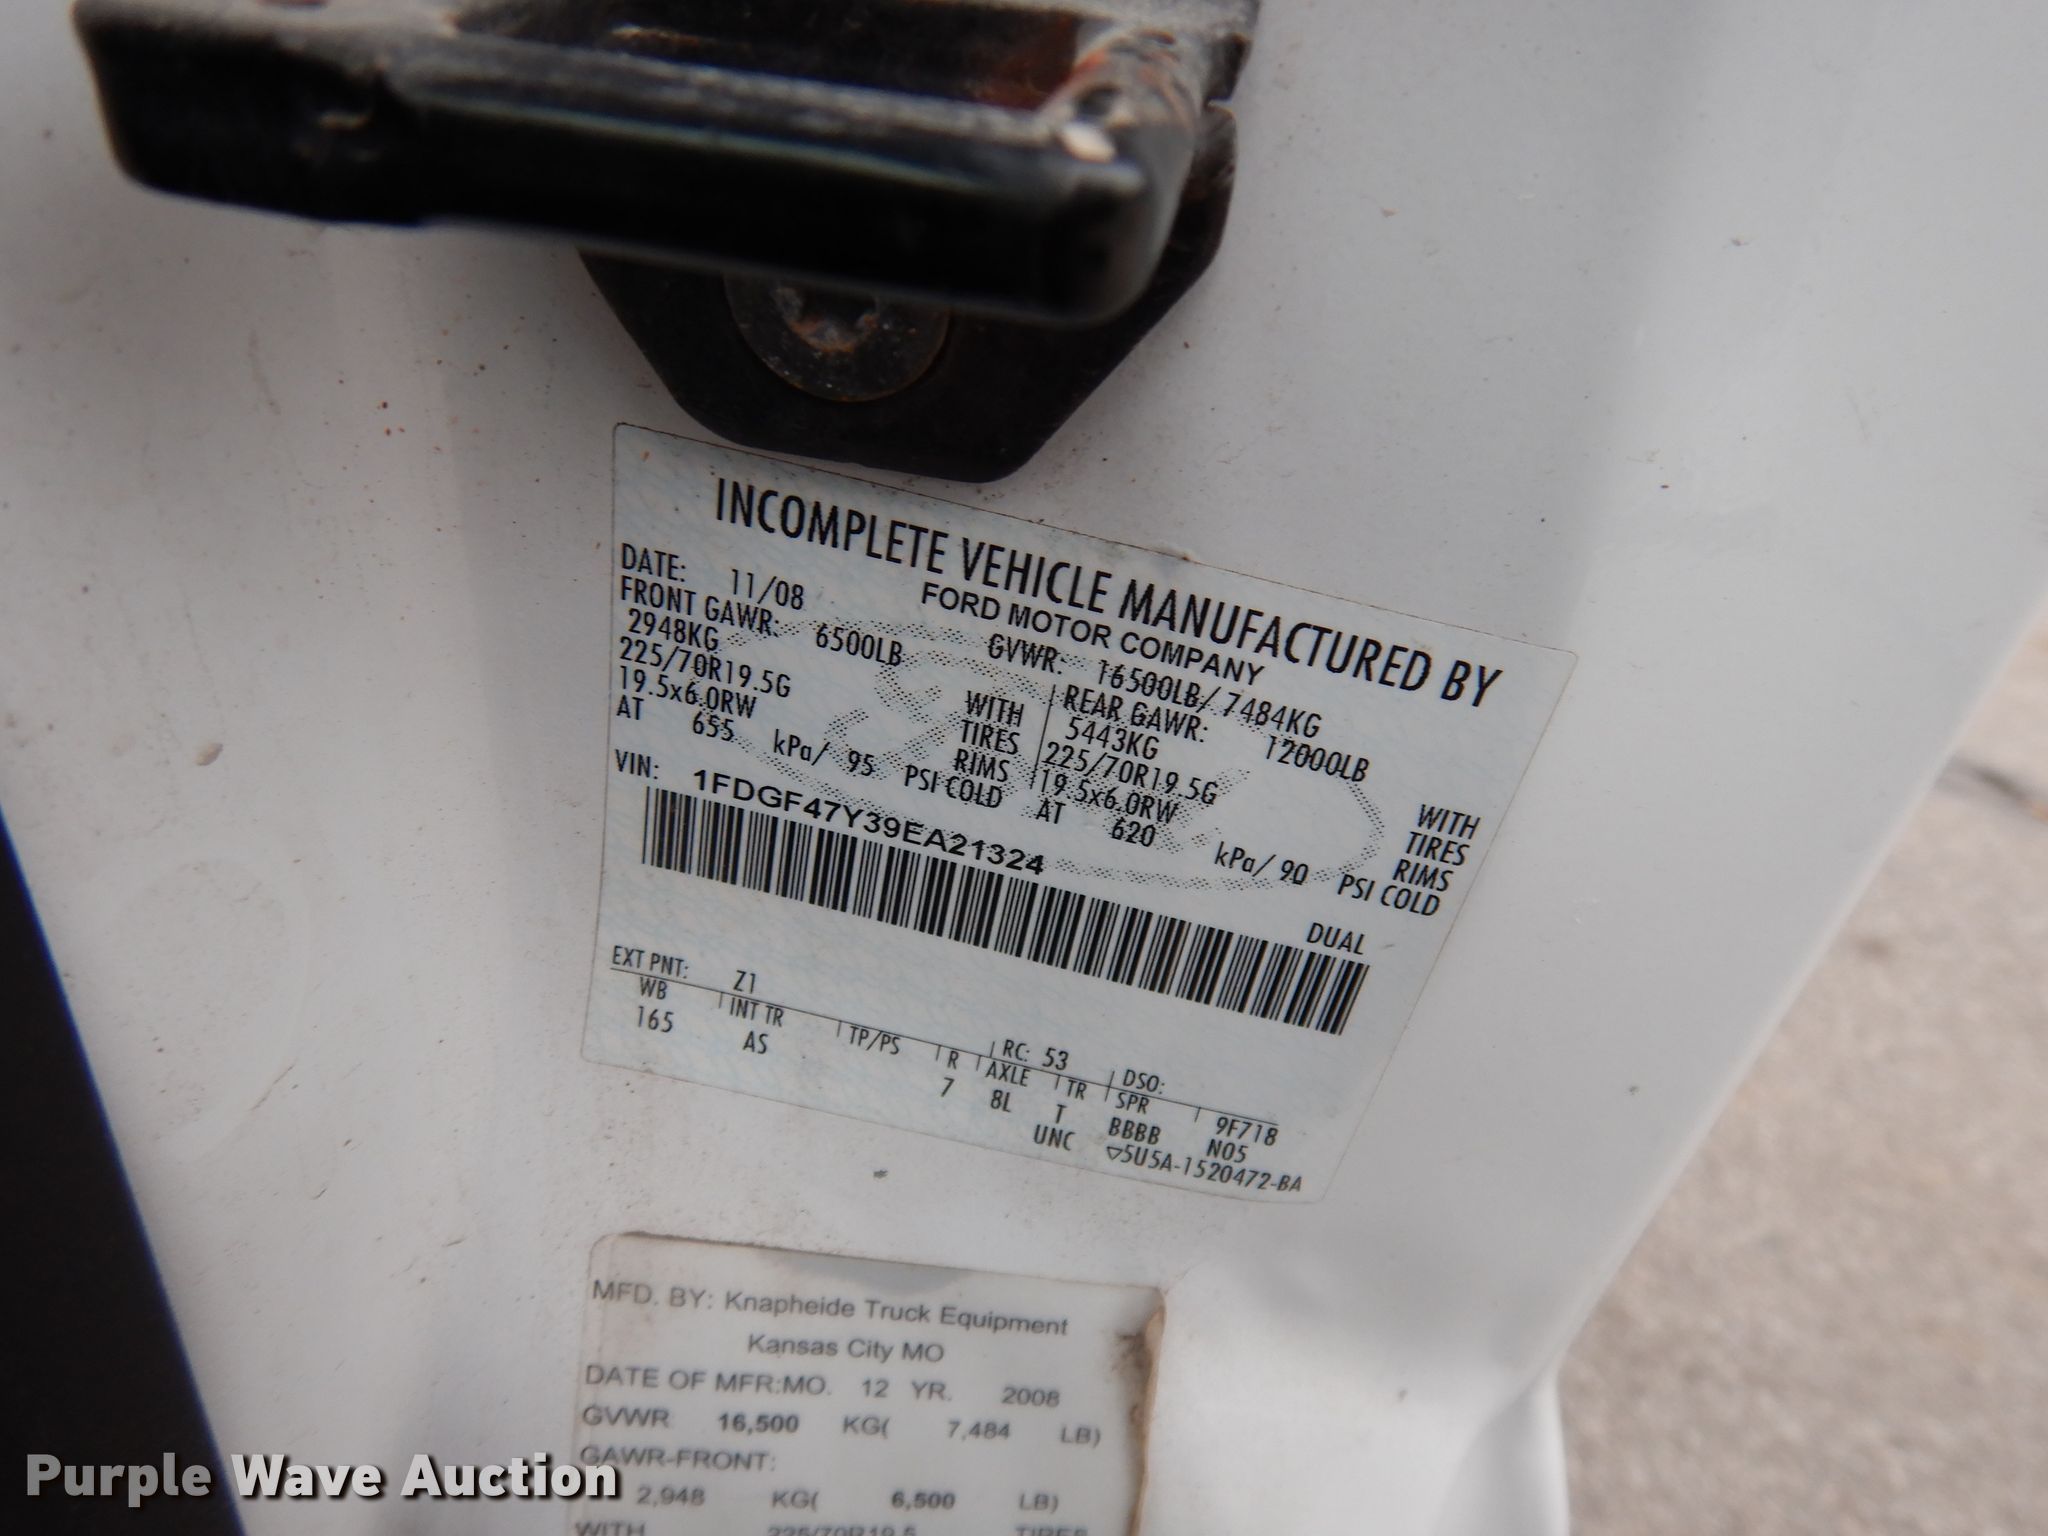 INCOMPLETE VEHICLE MANUFACTURED BY
FORD MOTOR COMPANY
DATE: 11/08 GVWR: 16500LB/ 7484KG
FRONT GAWR: 6500LB REAR GAWR: 12000LB
2948KG WITH 5443KG WITH
225/70R19.5G TIRES 225/70R19.5G TIRES
19.5x6.0RW RIMS 19.5x6.0RW RIMS
AT 655 kPa/ 95 PSI COLD AT 620 kPa/ 90 PSI COLD
VIN: 1FDGF47Y39EA21324 DUAL
EXT PNT: Z1 RC: 53 DSO:
WB INT TR TP/PS R AXLE TR SPR 9F718
165 AS 7 8L T BBBB N05
UNC ▽5U5A-1520472-BA
MFD. BY: Knapheide Truck Equipment
Kansas City MO
DATE OF MFR:MO. 12 YR. 2008
GVWR 16,500 KG( 7,484 LB)
GAWR-FRONT:
2,948 KG( 6,500 LB)
WITH 225/70R19.5 TIRES
Purple Wave Auction